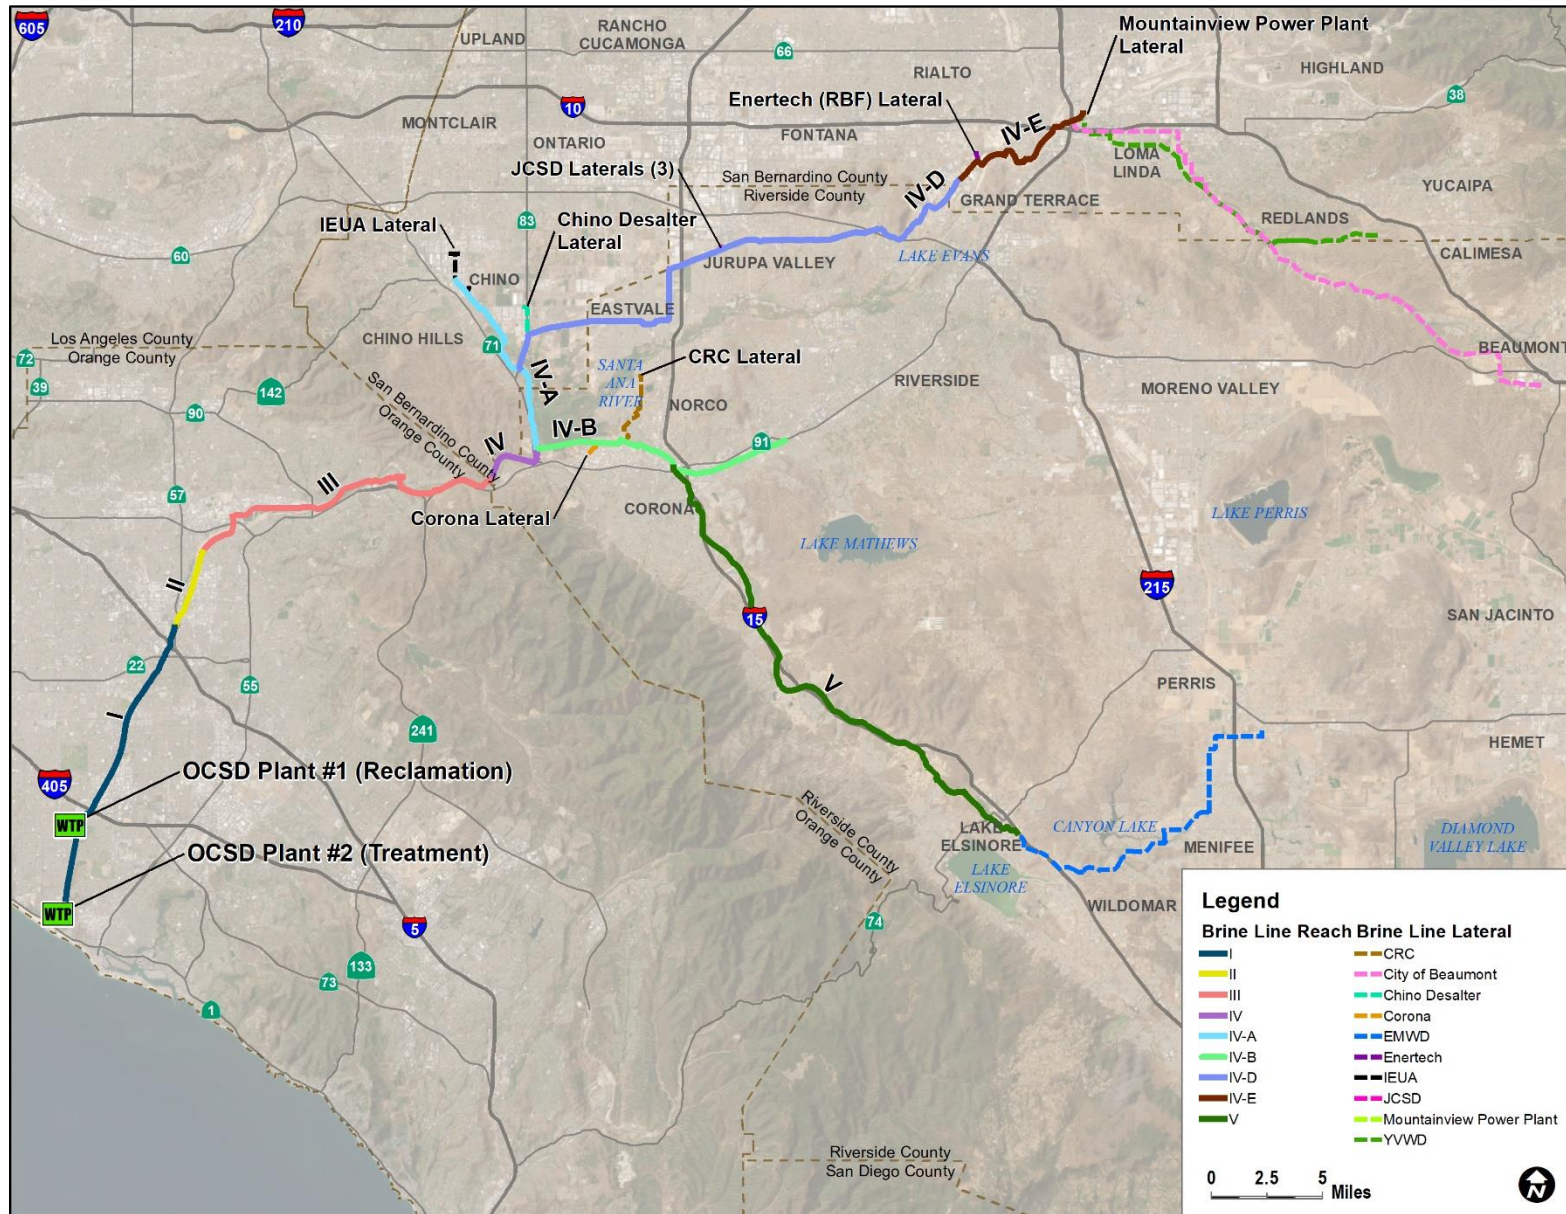 605
210
UPLAND
RANCHO
CUCAMONGA
66
Mountainview Power Plant
Lateral
HIGHLAND
38
RIALTO
Enertech (RBF) Lateral
10
MONTCLAIR
ONTARIO
FONTANA
IV-E
LOMA
LINDA
YUCAIPA
JCSD Laterals (3)
San Bernardino County
Riverside County
IV-D
GRAND TERRACE
REDLANDS
IEUA Lateral
83
Chino Desalter
Lateral
60
JURUPA VALLEY
LAKE EVANS
CALIMESA
CHINO
EASTVALE
CHINO HILLS
71
Los Angeles County
Orange County
72
39
142
90
San Bernardino County
Orange County
IV-A
SANTA
ANA
RIVER
CRC Lateral
RIVERSIDE
MORENO VALLEY
BEAUMONT
NORCO
IV
IV-B
91
57
III
Corona Lateral
CORONA
LAKE MATHEWS
LAKE PERRIS
II
215
15
SAN JACINTO
22
55
V
PERRIS
I
241
HEMET
405
OCSD Plant #1 (Reclamation)
WTP
Riverside County
Orange County
LAKE
ELSINORE
CANYON LAKE
MENIFEE
DIAMOND
VALLEY LAKE
OCSD Plant #2 (Treatment)
WTP
LAKE
ELSINORE
WILDOMAR
5
74
133
73
1
Riverside County
San Diego County
Legend
Brine Line Reach
I
II
III
IV
IV-A
IV-B
IV-D
IV-E
V
Brine Line Lateral
CRC
City of Beaumont
Chino Desalter
Corona
EMWD
Enertech
IEUA
JCSD
Mountainview Power Plant
YVWD
0 2.5 5
Miles
N